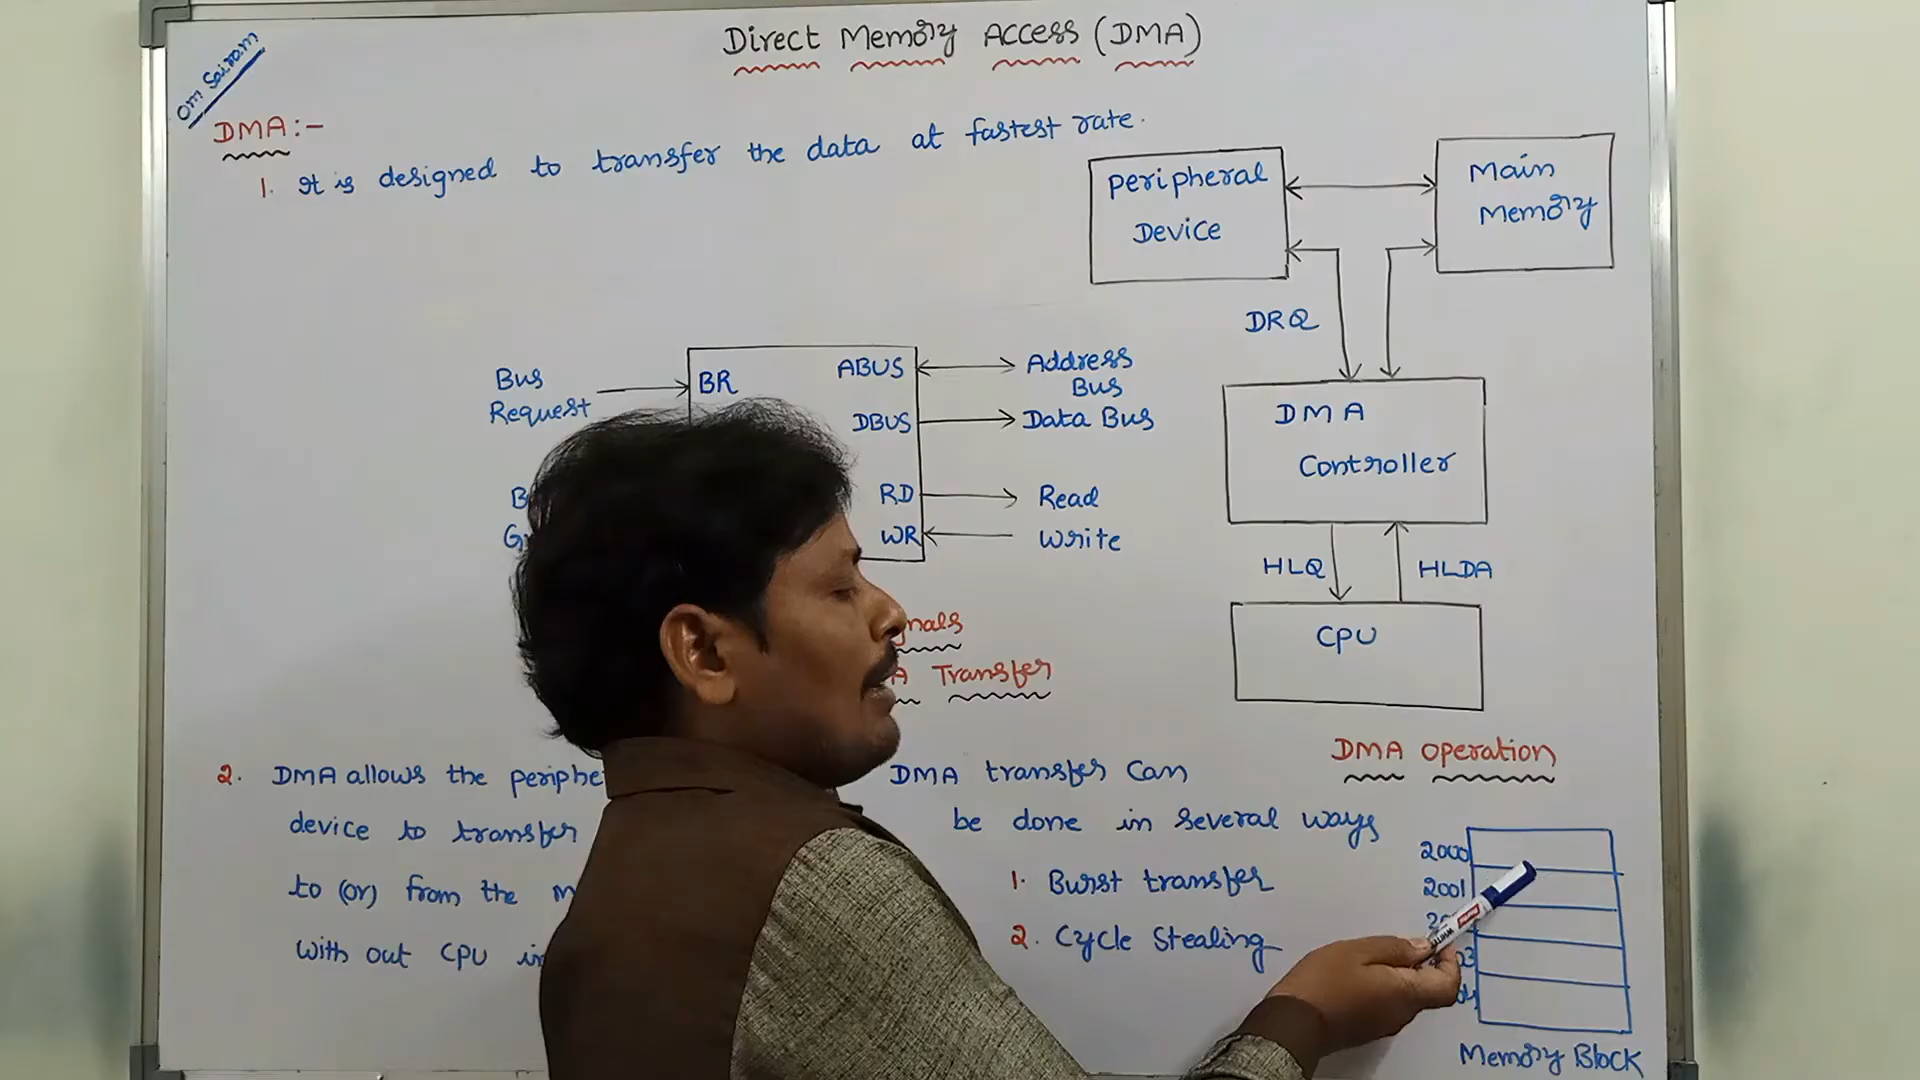 Direct Memory Access (DMA)
Om Sairam
DMA:-
1. It is designed to transfer the data at fastest rate.
Peripheral
Device
Main
Memory
DRQ
DMA
Controller
HLQ
HLDA
CPU
DMA Operation
Bus
Request
BR
ABUS
Address
Bus
DBUS
Data Bus
RD
Read
WR
Write
Transfer
2. DMA allows the
device to transfer
to (or) from the
with out CPU
DMA transfer can
be done in several ways
1. Burst transfer
2. Cycle Stealing
2000
2001
Memory Block